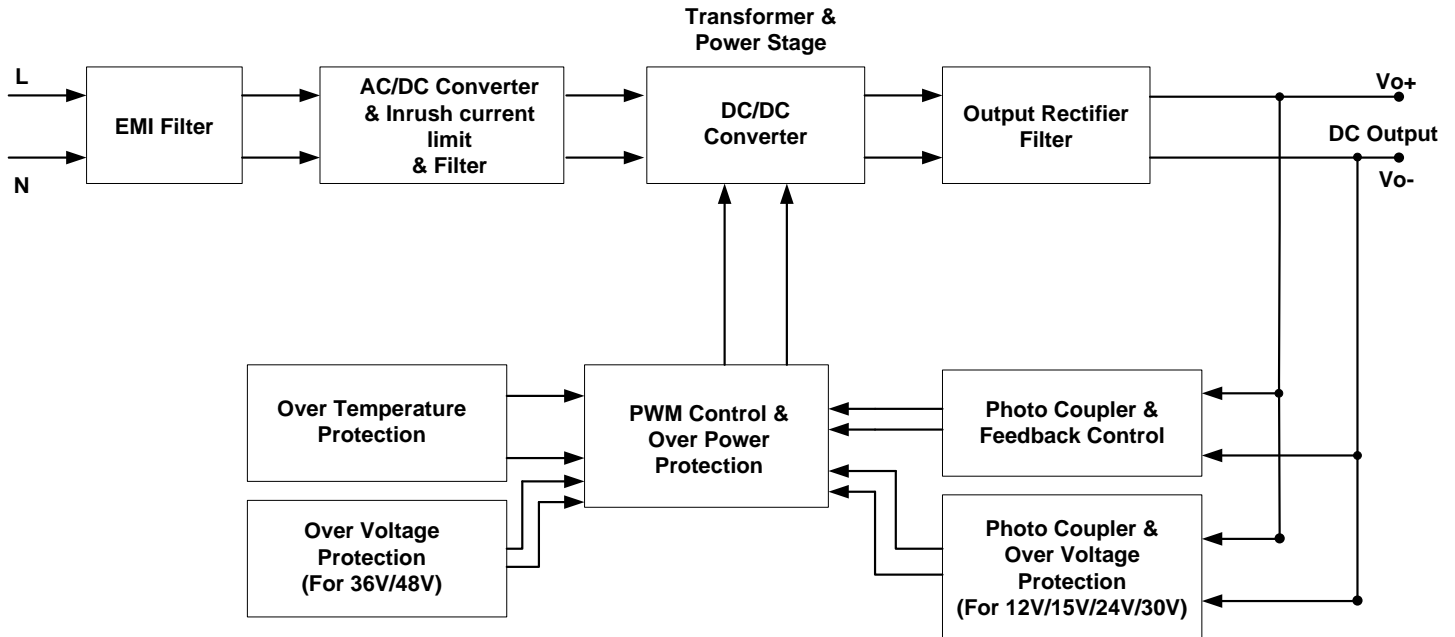 Transformer &
Power Stage
L
N
EMI Filter
AC/DC Converter
& Inrush current
limit
& Filter
DC/DC
Converter
Output Rectifier
Filter
Vo+
DC Output
Vo-
Over Temperature
Protection
PWM Control &
Over Power
Protection
Photo Coupler &
Feedback Control
Over Voltage
Protection
(For 36V/48V)
Photo Coupler &
Over Voltage
Protection
(For 12V/15V/24V/30V)